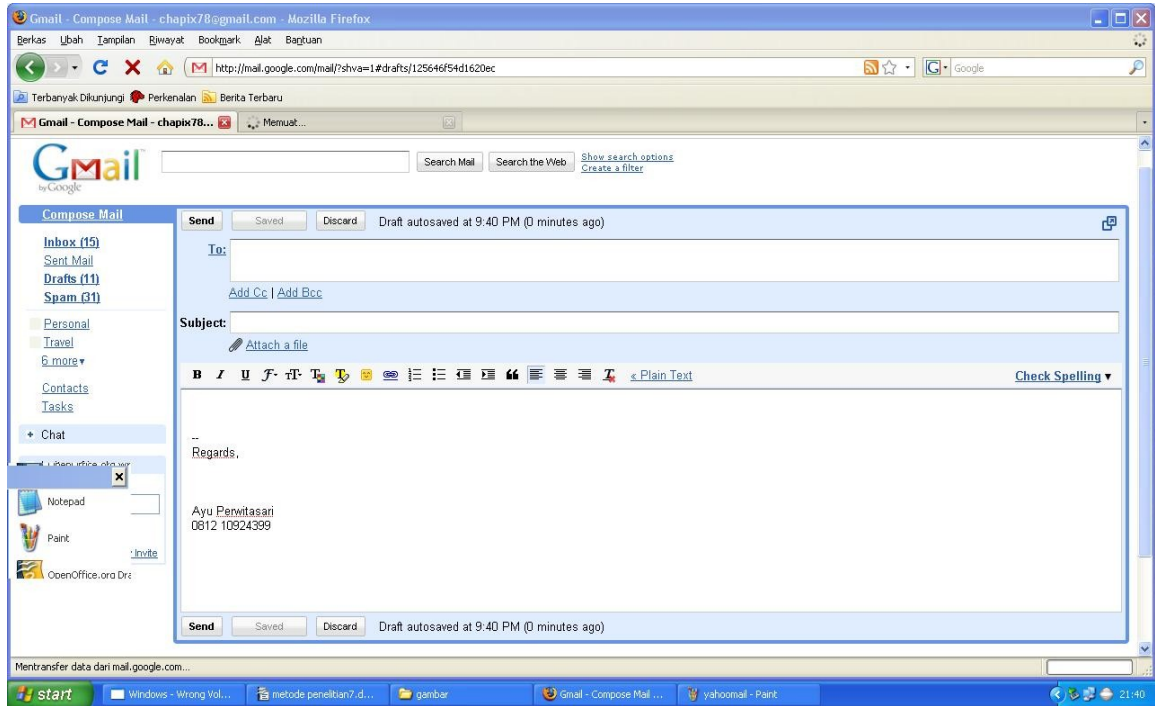 Gmail - Compose Mail - chapix78@gmail.com - Mozilla Firefox
Berkas Ubah Tampilan Riwayat Bookmark Alat Bantuan
http://mail.google.com/mail/?shva=1#drafts/125646f54d1620ec
Google
Terbanyak Dikunjungi Perkenalan Berita Terbaru
Gmail - Compose Mail - chapix78... Memuat...
Gmail
by Google
Search Mail Search the Web Show search options
Create a filter
Compose Mail
Send Saved Discard Draft autosaved at 9:40 PM (0 minutes ago)
Inbox (15)
Sent Mail
Drafts (11)
Spam (31)
Personal
Travel
6 more▾
Contacts
Tasks
+ Chat
To:
Add Cc | Add Bcc
Subject:
Attach a file
B I U « Plain Text Check Spelling ▾
--
Regards,
Ayu Perwitasari
0812 10924399
Notepad
Paint
Invite
OpenOffice.org Dra
Send Saved Discard Draft autosaved at 9:40 PM (0 minutes ago)
Mentransfer data dari mail.google.com...
start Windows - Wrong Vol... metode penelitian7.d... gambar Gmail - Compose Mail ... yahoomail - Paint 21:40